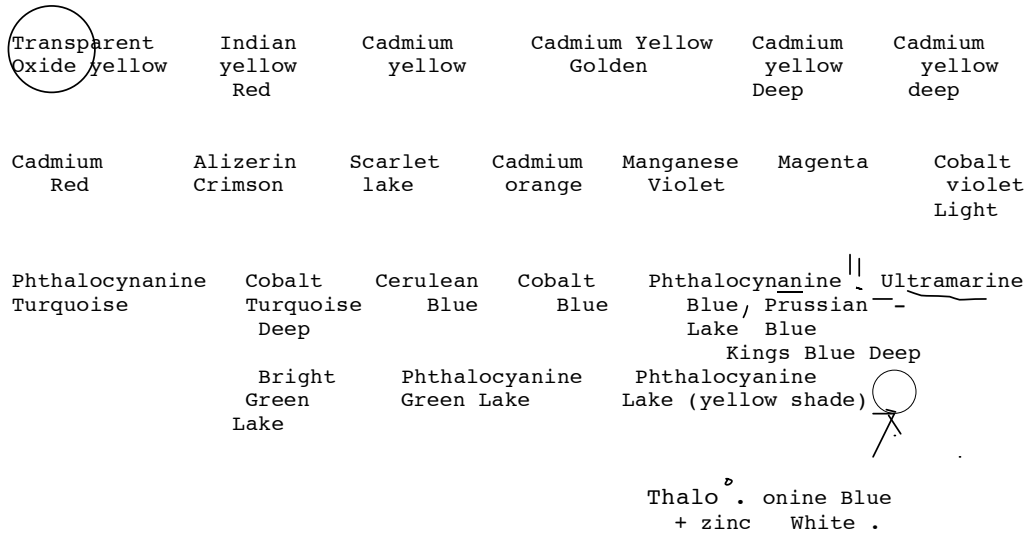 Transparent Indian Cadmium Cadmium Yellow Cadmium Cadmium
Oxide yellow yellow yellow Golden yellow yellow
Red Deep deep
Cadmium Alizerin Scarlet Cadmium Manganese Magenta Cobalt
Red Crimson lake orange Violet violet
Light
Phthalocynanine Cobalt Cerulean Cobalt Phthalocynanine Ultramarine
Turquoise Turquoise Blue Blue Blue, Prussian
Deep Lake Blue
Kings Blue Deep
Bright Phthalocyanine Phthalocyanine
Green Green Lake Lake (yellow shade)
Lake
Thalo . onine Blue
+ zinc White .